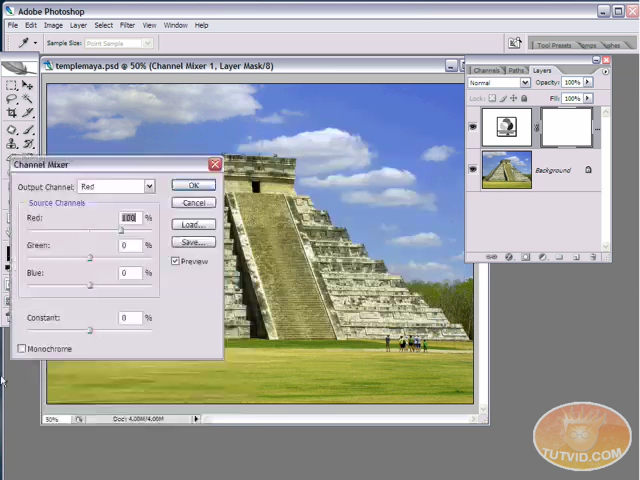 Adobe Photoshop
File Edit Image Layer Select Filter View Window Help
Sample Size: Point Sample
Tool Presets
templemaya.psd @ 50% (Channel Mixer 1, Layer Mask/8)
Channels Paths Layers
Normal Opacity: 100%
Lock: Fill: 100%
Background
Channel Mixer
Output Channel: Red
OK
Source Channels
Cancel
Red: 100 %
Load...
Green: 0 %
Save...
Preview
Blue: 0 %
Constant: 0 %
Monochrome
50% Doc: 4.00M/4.00M
TUTVID.COM